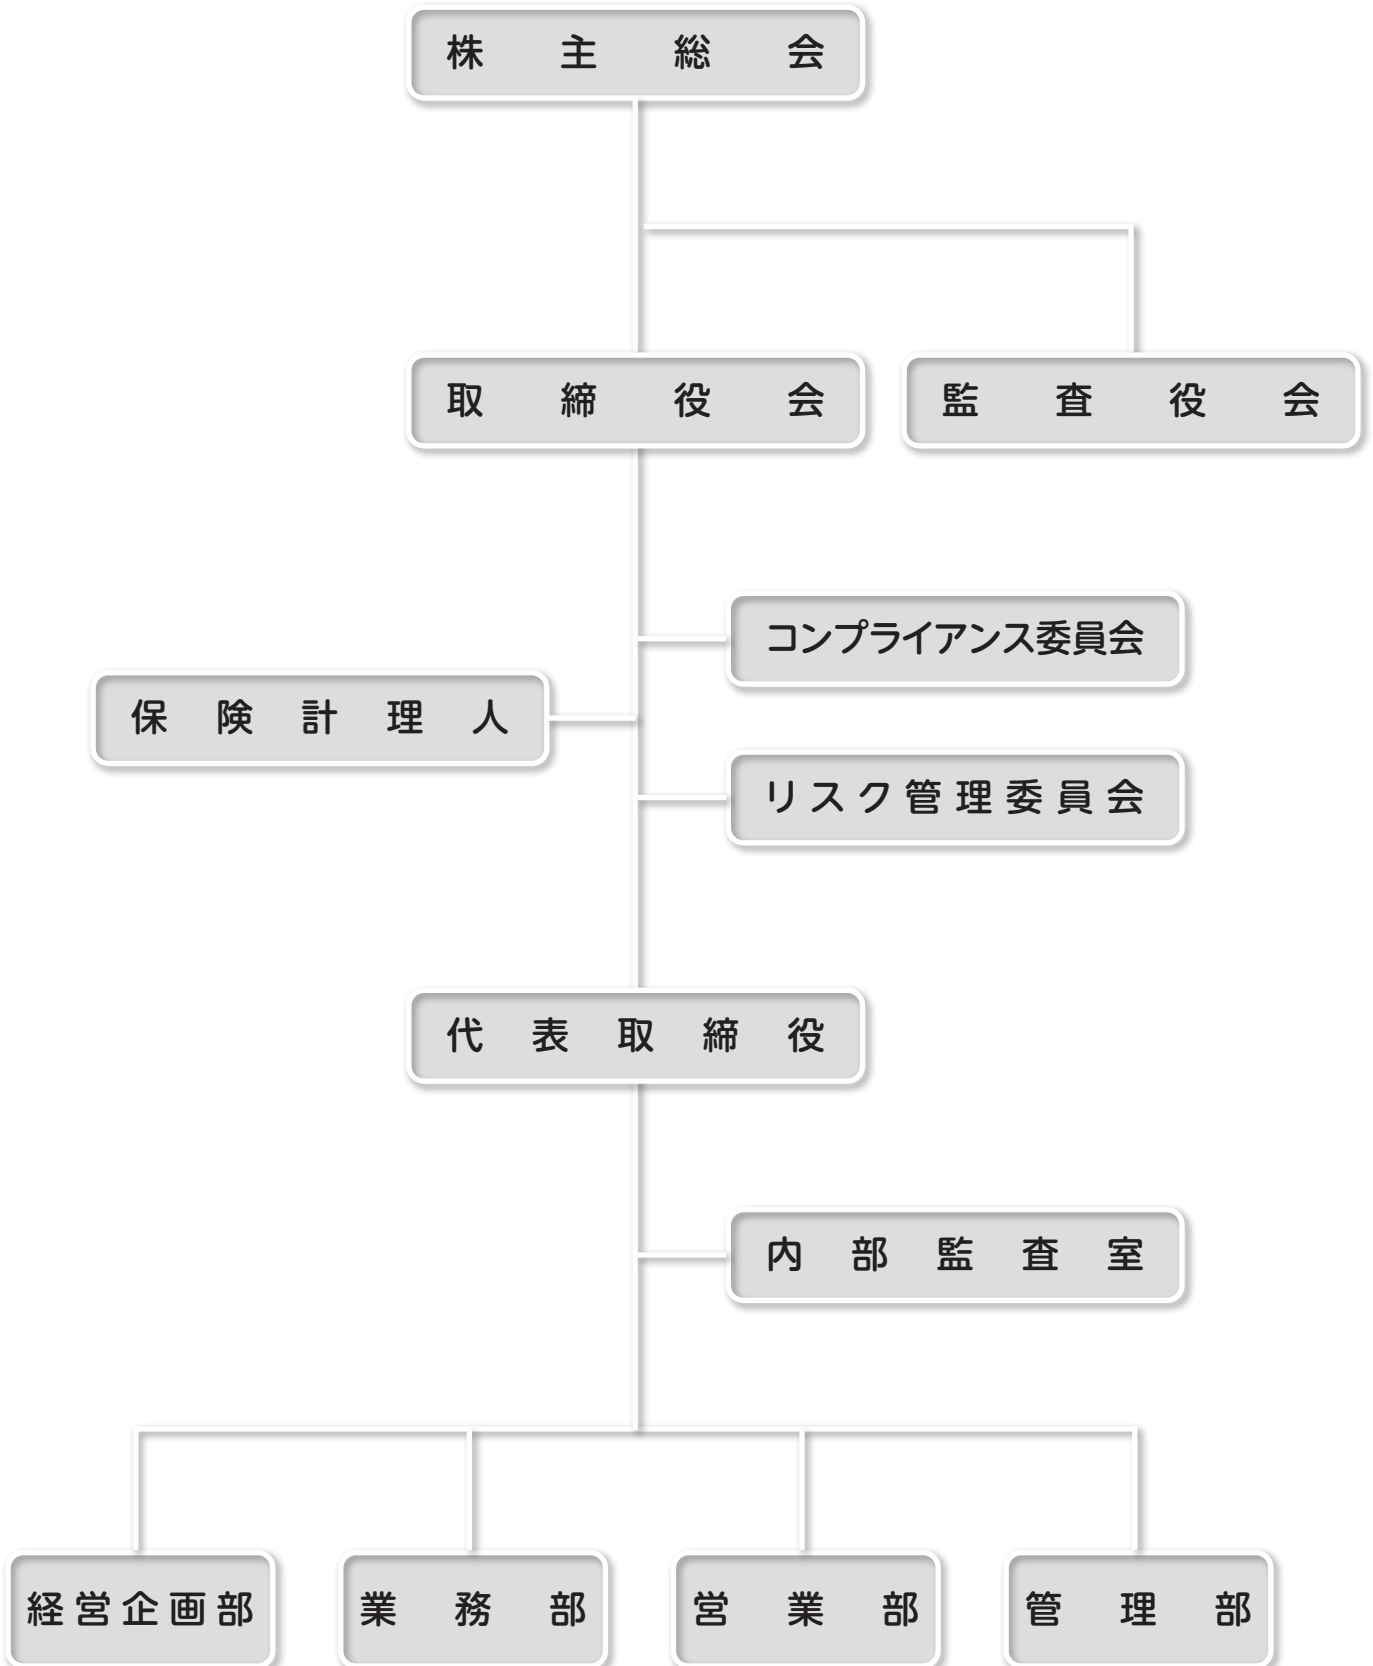 株主総会
取締役会
監査役会
コンプライアンス委員会
保険計理人
リスク管理委員会
代表取締役
内部監査室
経営企画部
業務部
営業部
管理部